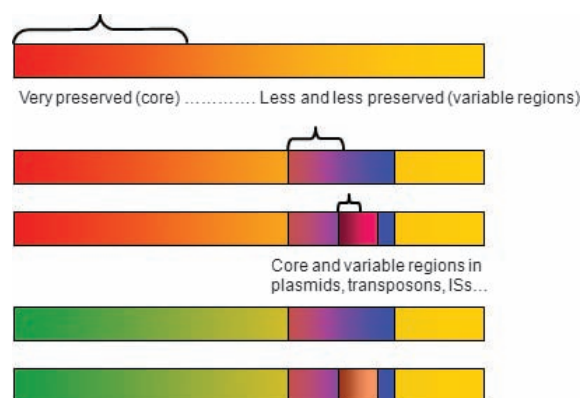 Very preserved (core) ………… Less and less preserved (variable regions)
Core and variable regions in
plasmids, transposons, ISs…